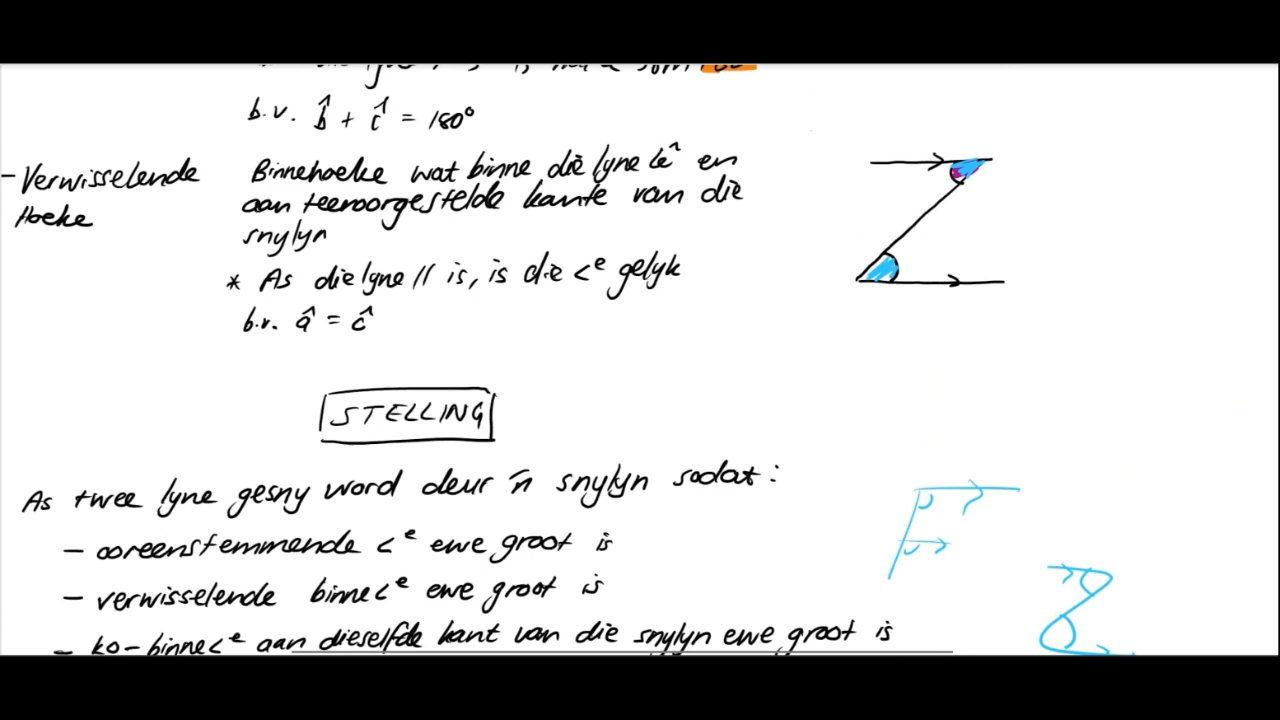 b.v. b̂ + ĉ = 180°
- Verwisselende Binnehoeke wat binne die lyne lê en
Hoeke aan teenoorgestelde kante van die
snylyn
* As die lyne // is, is die <ᵉ gelyk
b.v. â = ĉ
STELLING
As twee lyne gesny word deur 'n snylyn sodat:
- ooreenstemmende <ᵉ ewe groot is
- verwisselende binne<ᵉ ewe groot is
- ko-binne<ᵉ aan dieselfde kant van die snylyn ewe groot is